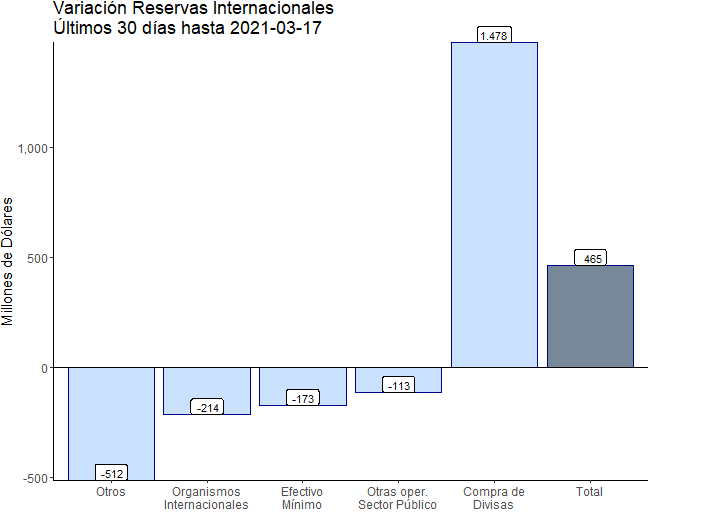 Variación Reservas Internacionales
Últimos 30 días hasta 2021-03-17
Millones de Dólares
1,000
500
0
-500
-512
-214
-173
-113
1.478
465
Otros
Organismos
Internacionales
Efectivo
Mínimo
Otras oper.
Sector Público
Compra de
Divisas
Total